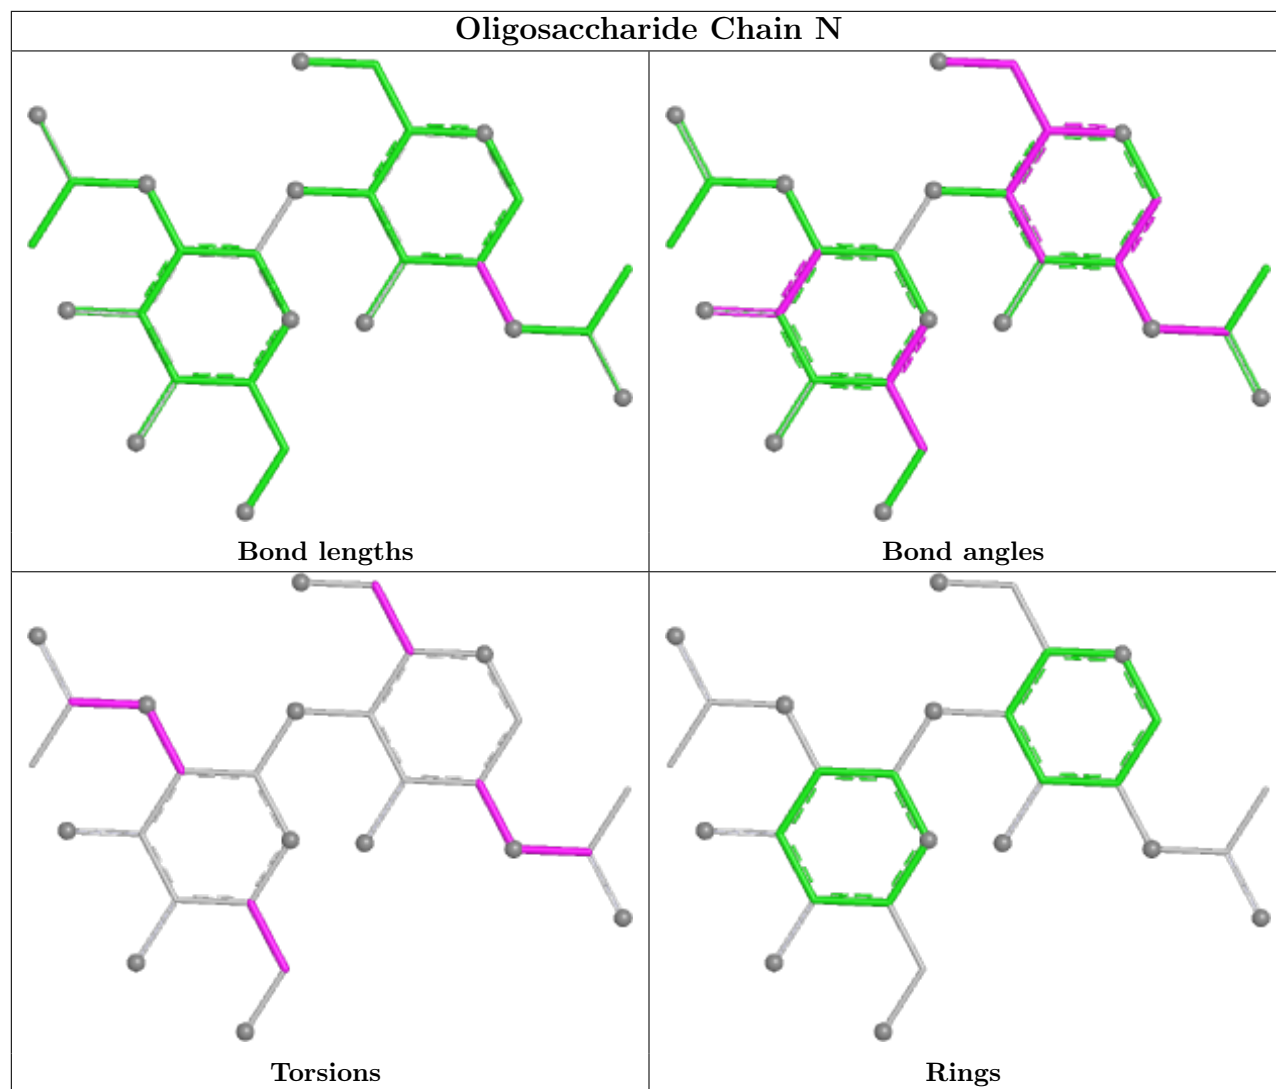 Oligosaccharide Chain N
Bond lengths
Bond angles
Torsions
Rings